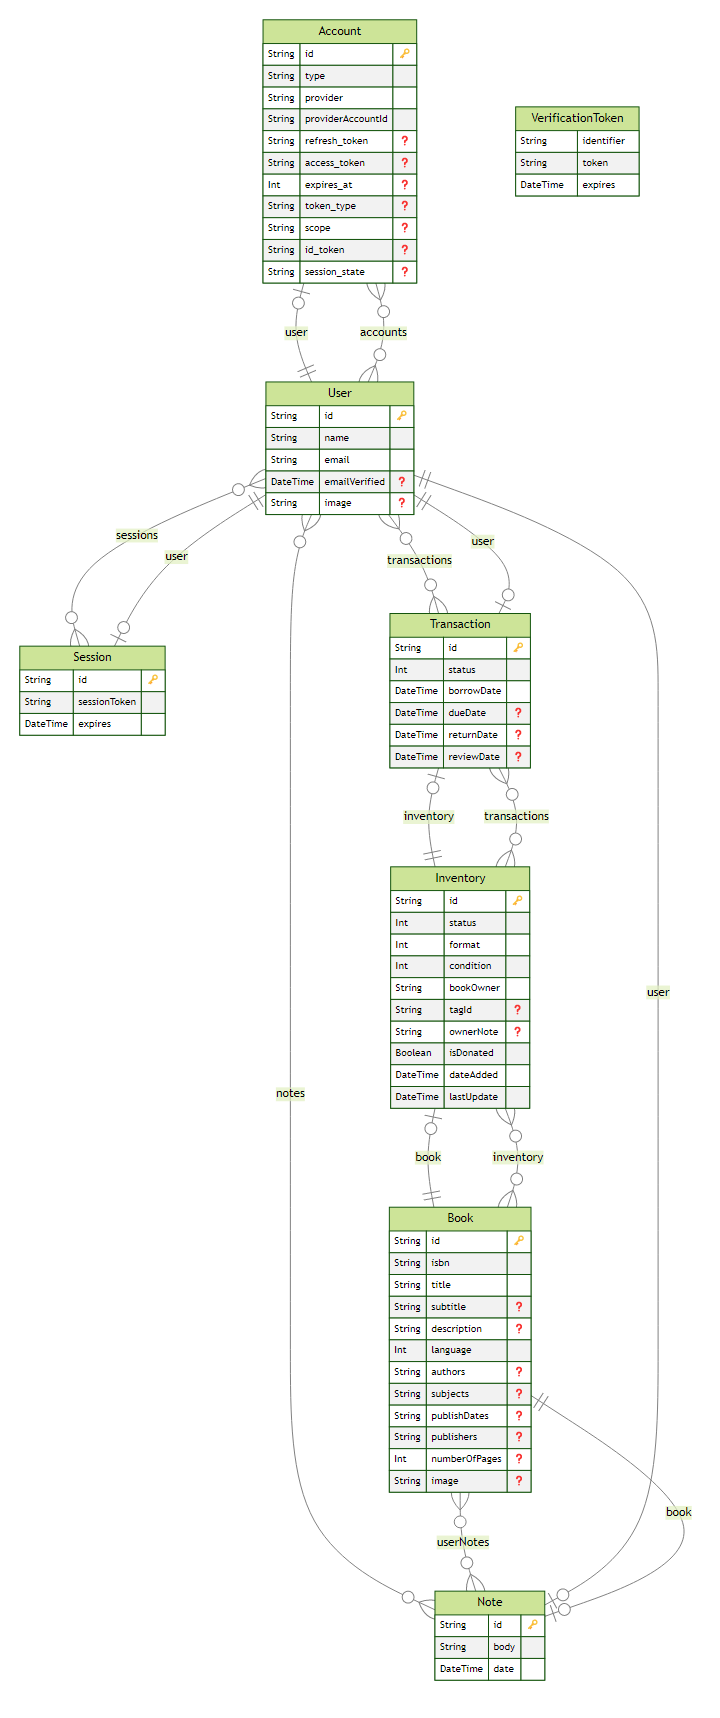 Account
String id 🔑
String type
String provider
String providerAccountId
String refresh_token ❓
String access_token ❓
Int expires_at ❓
String token_type ❓
String scope ❓
String id_token ❓
String session_state ❓
VerificationToken
String identifier
String token
DateTime expires
user
accounts
User
String id 🔑
String name
String email
DateTime emailVerified ❓
String image ❓
sessions
user
transactions
user
Session
String id 🔑
String sessionToken
DateTime expires
Transaction
String id 🔑
Int status
DateTime borrowDate
DateTime dueDate ❓
DateTime returnDate ❓
DateTime reviewDate ❓
inventory
transactions
Inventory
String id 🔑
Int status
Int format
Int condition
String bookOwner
String tagId ❓
String ownerNote ❓
Boolean isDonated
DateTime dateAdded
DateTime lastUpdate
user
notes
book
inventory
Book
String id 🔑
String isbn
String title
String subtitle ❓
String description ❓
Int language
String authors ❓
String subjects ❓
String publishDates ❓
String publishers ❓
Int numberOfPages ❓
String image ❓
book
userNotes
Note
String id 🔑
String body
DateTime date